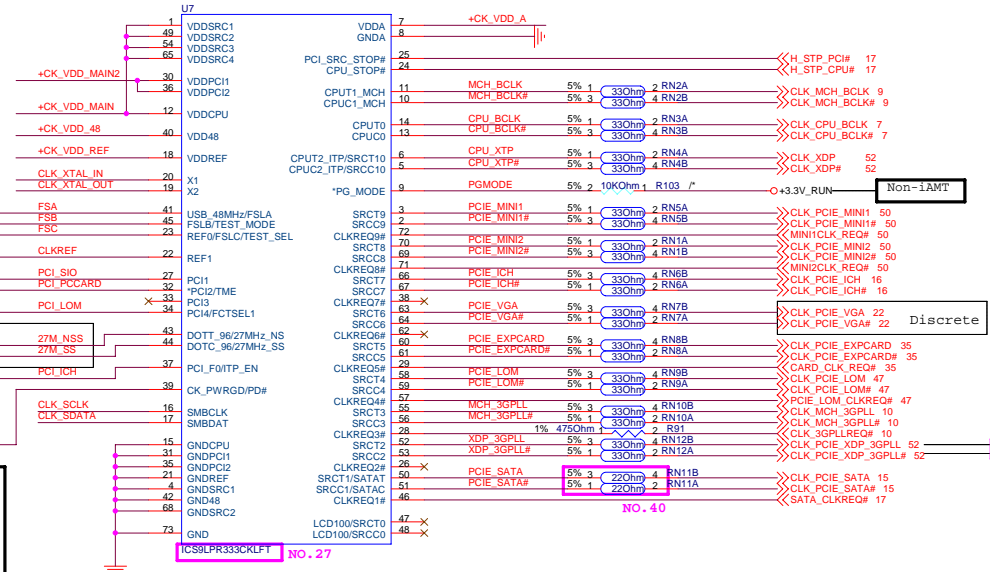 U7
1 VDDSRC1 VDDA 7 +CK_VDD_A
49 VDDSRC2 GNDA 8
54 VDDSRC3
65 VDDSRC4 PCI_SRC_STOP# 25 H_STP_PCI# 17
CPU_STOP# 24 H_STP_CPU# 17
+CK_VDD_MAIN2 30 VDDPCI1
36 VDDPCI2 CPUT1_MCH 11 MCH_BCLK 5% 1 33Ohm 2 RN2A CLK_MCH_BCLK 9
CPUC1_MCH 10 MCH_BCLK# 5% 3 33Ohm 4 RN2B CLK_MCH_BCLK# 9
+CK_VDD_MAIN 12 VDDCPU
CPUT0 14 CPU_BCLK 5% 1 33Ohm 2 RN3A CLK_CPU_BCLK 7
+CK_VDD_48 40 VDD48 CPUC0 13 CPU_BCLK# 5% 3 33Ohm 4 RN3B CLK_CPU_BCLK# 7
+CK_VDD_REF 18 VDDREF CPUT2_ITP/SRCT10 6 CPU_XTP 5% 1 33Ohm 2 RN4A CLK_XDP 52
CPUC2_ITP/SRCC10 5 CPU_XTP# 5% 3 33Ohm 4 RN4B CLK_XDP# 52
CLK_XTAL_IN 20 X1
CLK_XTAL_OUT 19 X2 *PG_MODE 9 PGMODE 5% 2 10KOhm 1 R103 /* +3.3V_RUN Non-iAMT
FSA 41 USB_48MHz/FSLA SRCT9 3 PCIE_MINI1 5% 1 33Ohm 2 RN5A CLK_PCIE_MINI1 50
FSB 45 FSLB/TEST_MODE SRCC9 2 PCIE_MINI1# 5% 3 33Ohm 4 RN5B CLK_PCIE_MINI1# 50
FSC 23 REF0/FSLC/TEST_SEL CLKREQ9# 72 MINI1CLK_REQ# 50
SRCT8 70 PCIE_MINI2 5% 1 33Ohm 2 RN1A CLK_PCIE_MINI2 50
CLKREF 22 REF1 SRCC8 69 PCIE_MINI2# 5% 3 33Ohm 4 RN1B CLK_PCIE_MINI2# 50
CLKREQ8# 71 MINI2CLK_REQ# 50
PCI_SIO 27 PCI1 SRCT7 66 PCIE_ICH 5% 3 33Ohm 4 RN6B CLK_PCIE_ICH 16
PCI_PCCARD 32 *PCI2/TME SRCC7 67 PCIE_ICH# 5% 1 33Ohm 2 RN6A CLK_PCIE_ICH# 16
33 PCI3 CLKREQ7# 38
PCI_LOM 34 PCI4/FCTSEL1 SRCT6 63 PCIE_VGA 5% 3 33Ohm 4 RN7B CLK_PCIE_VGA 22 Discrete
SRCC6 64 PCIE_VGA# 5% 1 33Ohm 2 RN7A CLK_PCIE_VGA# 22
27M_NSS 43 DOTT_96/27MHz_NS CLKREQ6# 62
27M_SS 44 DOTC_96/27MHz_SS SRCT5 60 PCIE_EXPCARD 5% 3 33Ohm 4 RN8B CLK_PCIE_EXPCARD 35
SRCC5 61 PCIE_EXPCARD# 5% 1 33Ohm 2 RN8A CLK_PCIE_EXPCARD# 35
PCI_ICH 37 PCI_F0/ITP_EN CLKREQ5# 29 CARD_CLK_REQ# 35
SRCT4 58 PCIE_LOM 5% 3 33Ohm 4 RN9B CLK_PCIE_LOM 47
39 CK_PWRGD/PD# SRCC4 59 PCIE_LOM# 5% 1 33Ohm 2 RN9A CLK_PCIE_LOM# 47
CLKREQ4# 57 PCIE_LOM_CLKREQ# 47
CLK_SCLK 16 SMBCLK SRCT3 55 MCH_3GPLL 5% 3 33Ohm 4 RN10B CLK_MCH_3GPLL 10
CLK_SDATA 17 SMBDAT SRCC3 56 MCH_3GPLL# 5% 1 33Ohm 2 RN10A CLK_MCH_3GPLL# 10
CLKREQ3# 28 1% 475Ohm 1 2 R91 CLK_3GPLLREQ# 10
15 GNDCPU SRCT2 52 XDP_3GPLL 5% 3 33Ohm 4 RN12B CLK_PCIE_XDP_3GPLL 52
31 GNDPCI1 SRCC2 53 XDP_3GPLL# 5% 1 33Ohm 2 RN12A CLK_PCIE_XDP_3GPLL# 52
35 GNDPCI2 CLKREQ2# 26
21 GNDREF SRCT1/SATAT 50 PCIE_SATA 5% 3 22Ohm 4 RN11B CLK_PCIE_SATA 15
4 GNDSRC1 SRCC1/SATAC 51 PCIE_SATA# 5% 1 22Ohm 2 RN11A CLK_PCIE_SATA# 15
42 GND48 CLKREQ1# 46 SATA_CLKREQ# 17
68 GNDSRC2 NO.40
LCD100/SRCT0 47
73 GND LCD100/SRCC0 48
ICS9LPR333CKLFT NO.27